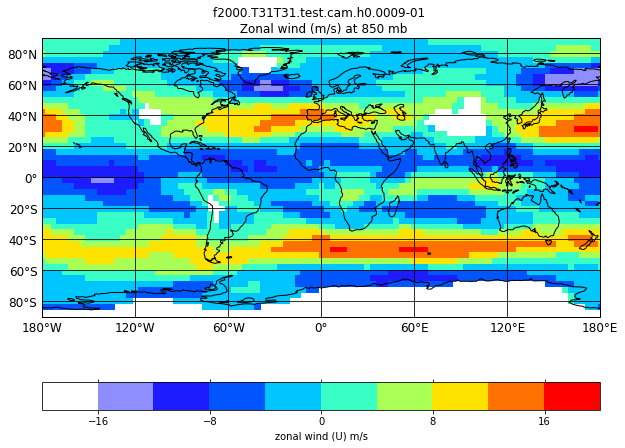 f2000.T31T31.test.cam.h0.0009-01
Zonal wind (m/s) at 850 mb
80°N
60°N
40°N
20°N
0°
20°S
40°S
60°S
80°S
180°W 120°W 60°W 0° 60°E 120°E 180°E
−16 −8 0 8 16
zonal wind (U) m/s